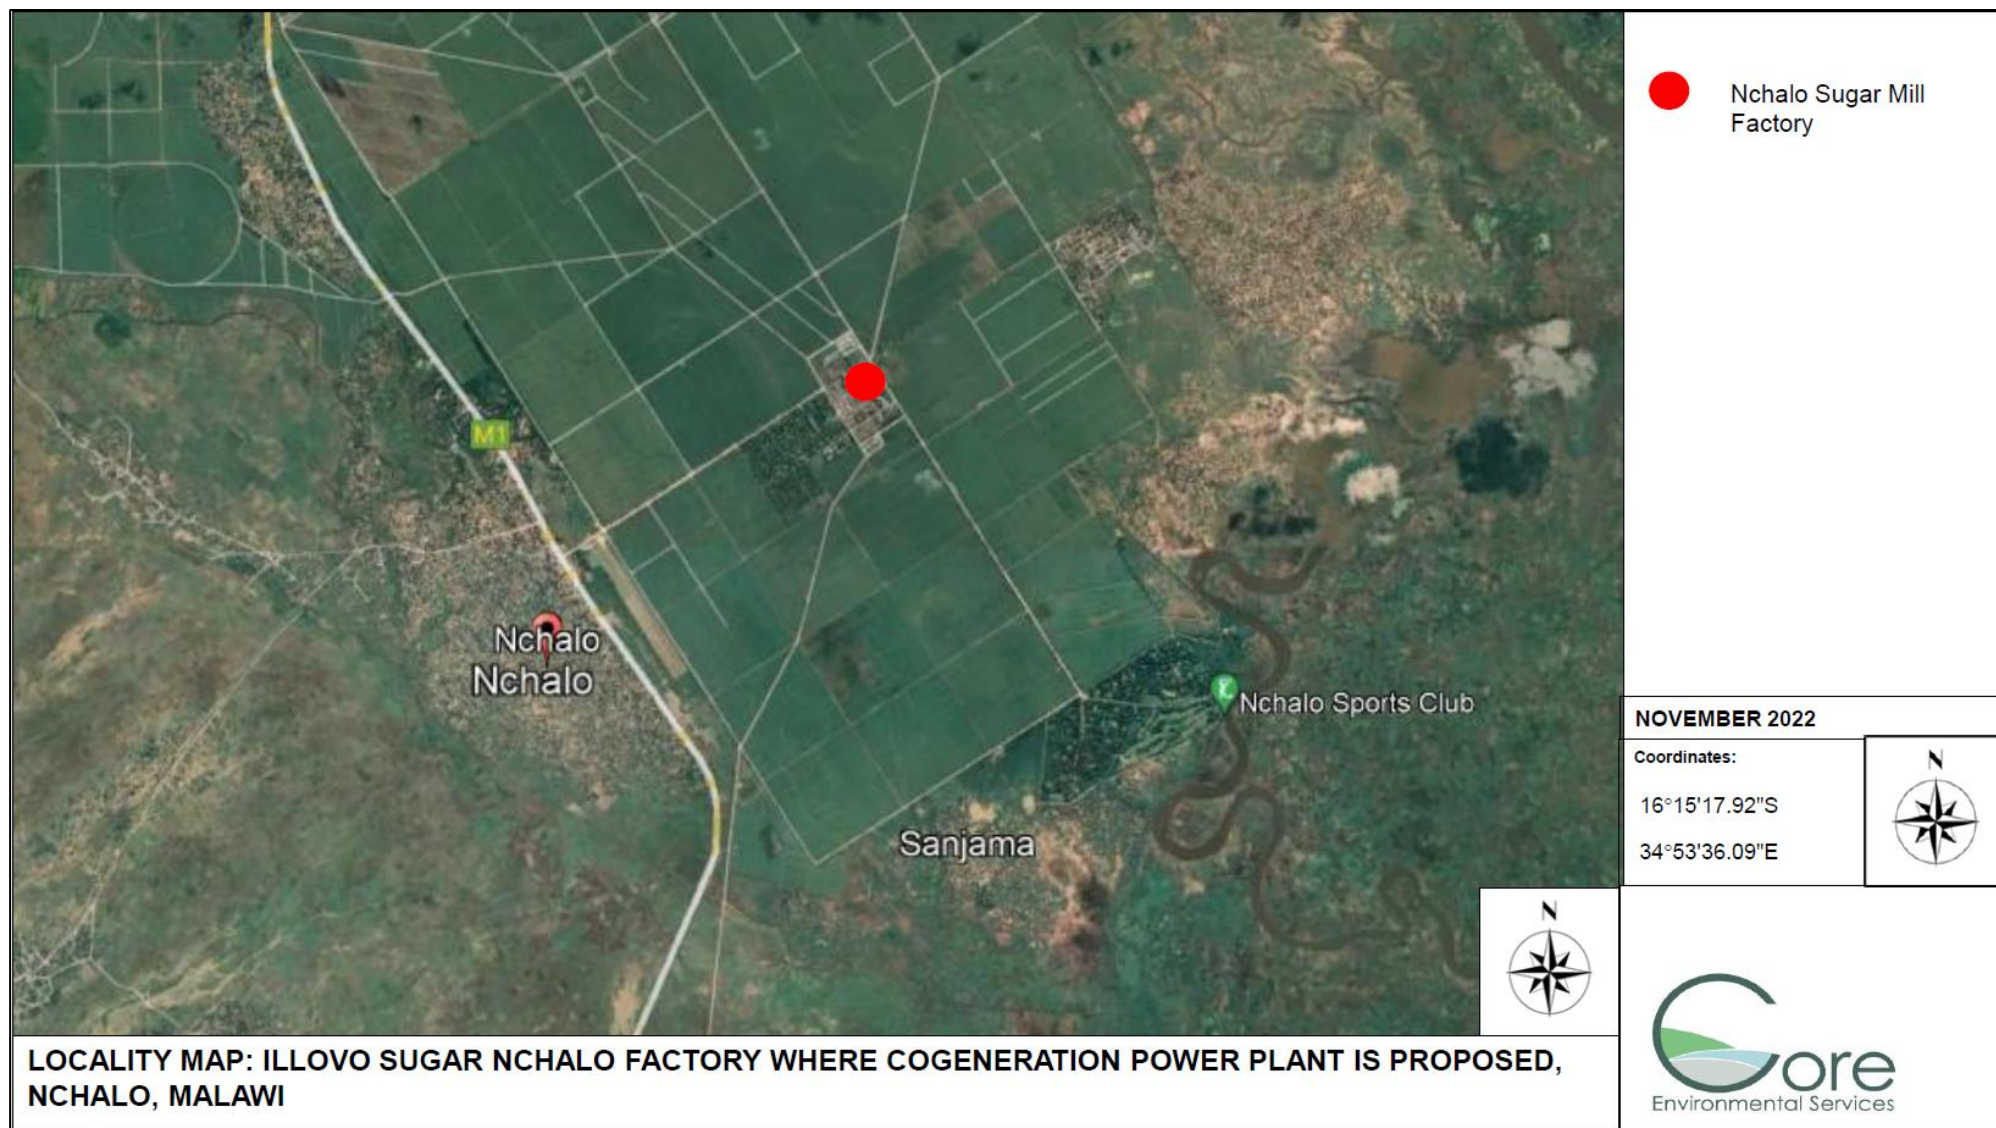 Nchalo Sugar Mill
Factory
M1
Nchalo
Nchalo
Nchalo Sports Club
Sanjama
NOVEMBER 2022
Coordinates:
16°15'17.92"S
34°53'36.09"E
N
N
LOCALITY MAP: ILLOVO SUGAR NCHALO FACTORY WHERE COGENERATION POWER PLANT IS PROPOSED,
NCHALO, MALAWI
Core
Environmental Services